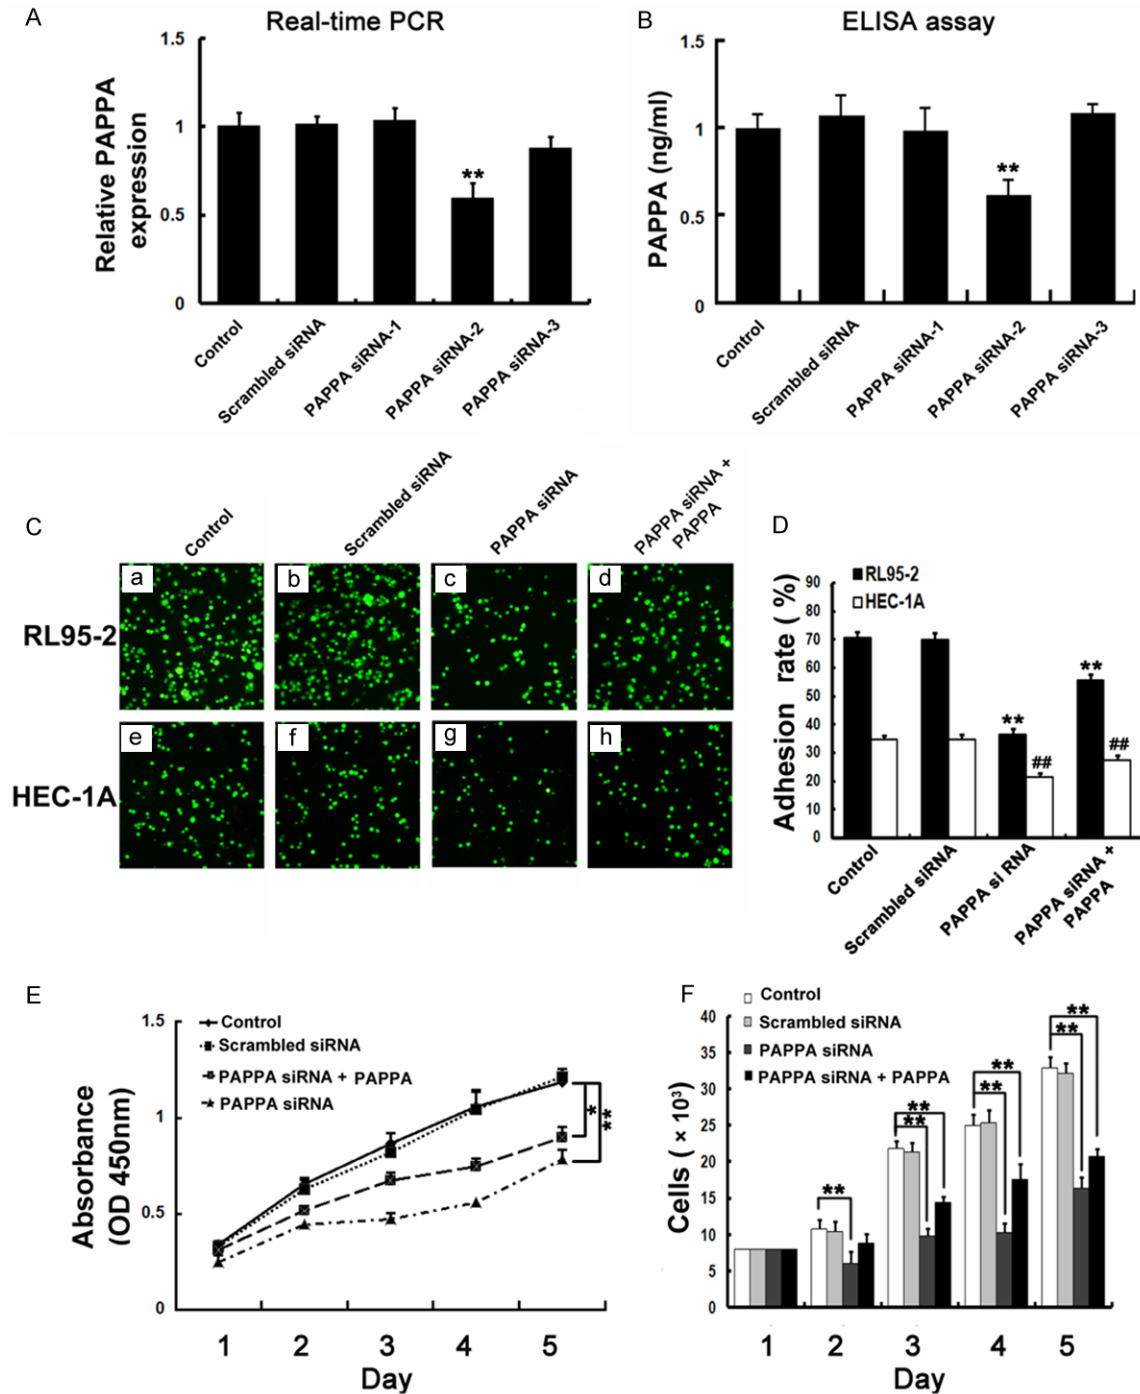 A
Real-time PCR
1.5
1
0.5
0
Relative PAPPA
expression
**
Control
Scrambled siRNA
PAPPA siRNA-1
PAPPA siRNA-2
PAPPA siRNA-3
B
ELISA assay
1.5
1
0.5
0
PAPPA (ng/ml)
**
Control
Scrambled siRNA
PAPPA siRNA-1
PAPPA siRNA-2
PAPPA siRNA-3
C
Control
Scrambled siRNA
PAPPA siRNA
PAPPA siRNA +
PAPPA
RL95-2
a
b
c
d
HEC-1A
e
f
g
h
D
RL95-2
HEC-1A
Adhesion rate (%)
90
80
70
60
50
40
30
20
10
0
**
##
**
##
Control
Scrambled siRNA
PAPPA si RNA
PAPPA siRNA +
PAPPA
E
Control
Scrambled siRNA
PAPPA siRNA + PAPPA
PAPPA siRNA
Absorbance
(OD 450nm)
1.5
1
0.5
0
*
**
1 2 3 4 5
Day
F
Control
Scrambled siRNA
PAPPA siRNA
PAPPA siRNA + PAPPA
Cells ( × 10³)
40
35
30
25
20
15
10
5
0
**
**
**
**
**
**
**
1 2 3 4 5
Day